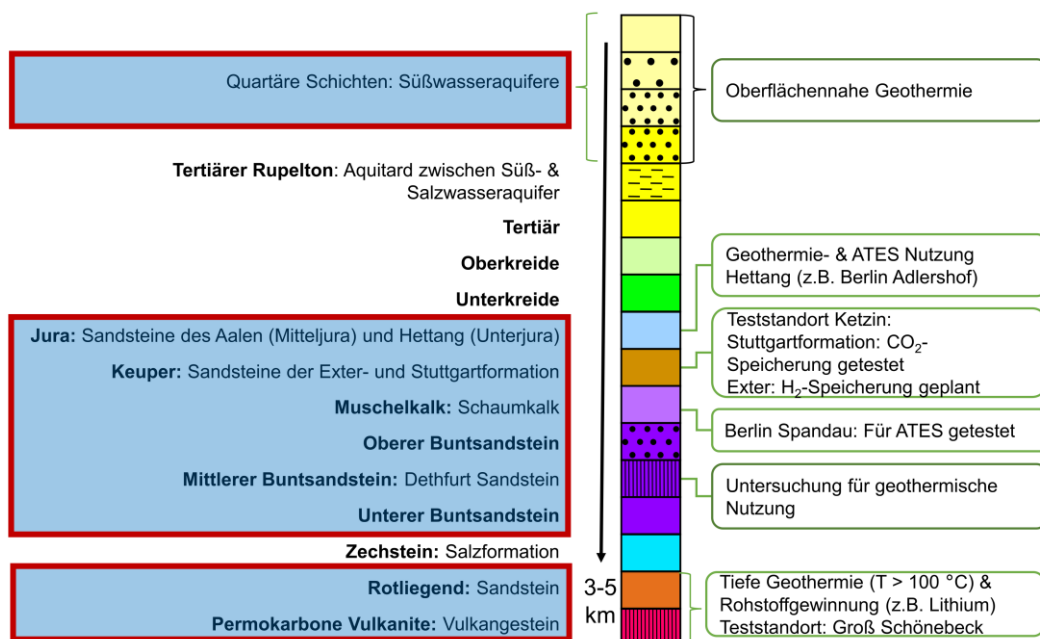 Quartäre Schichten: Süßwasseraquifere
Oberflächennahe Geothermie
Tertiärer Rupelton: Aquitard zwischen Süß- &
Salzwasseraquifer
Tertiär
Oberkreide
Unterkreide
Geothermie- & ATES Nutzung
Hettang (z.B. Berlin Adlershof)
Jura: Sandsteine des Aalen (Mitteljura) und Hettang (Unterjura)
Keuper: Sandsteine der Exter- und Stuttgartformation
Teststandort Ketzin:
Stuttgartformation: CO₂-
Speicherung getestet
Exter: H₂-Speicherung geplant
Muschelkalk: Schaumkalk
Berlin Spandau: Für ATES getestet
Oberer Buntsandstein
Mittlerer Buntsandstein: Dethfurt Sandstein
Untersuchung für geothermische
Nutzung
Unterer Buntsandstein
Zechstein: Salzformation
Rotliegend: Sandstein
Permokarbone Vulkanite: Vulkangestein
3-5
km
Tiefe Geothermie (T > 100 °C) &
Rohstoffgewinnung (z.B. Lithium)
Teststandort: Groß Schönebeck